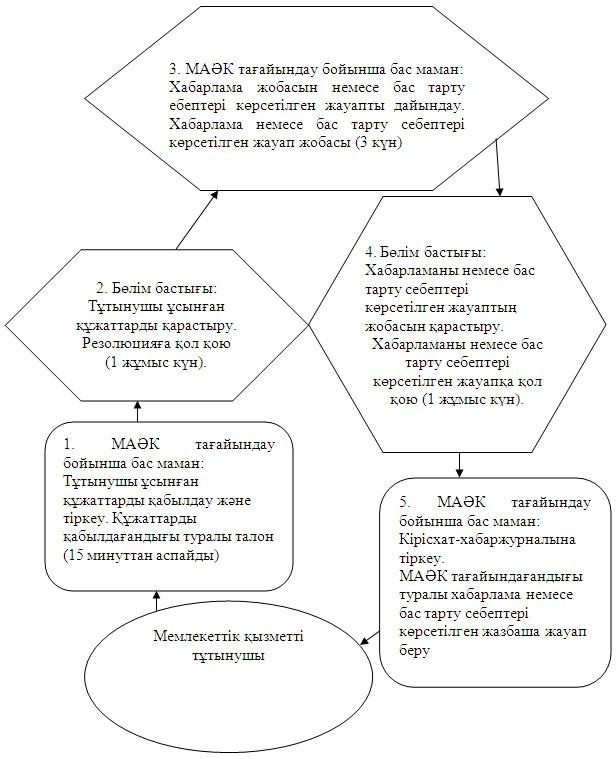 3. МАӘК тағайындау бойынша бас маман:
Хабарлама жобасын немесе бас тарту
ебептері көрсетілген жауапты дайындау.
Хабарлама немесе бас тарту себептері
көрсетілген жауап жобасы (3 күн)
2. Бөлім бастығы:
Тұтынушы ұсынған
құжаттарды қарастыру.
Резолюцияға қол қою
(1 жұмыс күн).
4. Бөлім бастығы:
Хабарламаны немесе бас
тарту себептері
көрсетілген жауаптың
жобасын қарастыру.
Хабарламаны немесе бас
тарту себептері
көрсетілген жауапқа қол
қою (1 жұмыс күн).
1. МАӘК тағайындау
бойынша бас маман:
Тұтынушы ұсынған
құжаттарды қабылдау және
тіркеу. Құжаттарды
қабылдағандығы туралы талон
(15 минуттан аспайды)
5. МАӘК тағайындау
бойынша бас маман:
Кірісхат-хабаржурналына
тіркеу.
МАӘК тағайындағандығы
туралы хабарлама немесе
бас тарту себептері
көрсетілген жазбаша жауап
беру
Мемлекеттік қызметті
тұтынушы